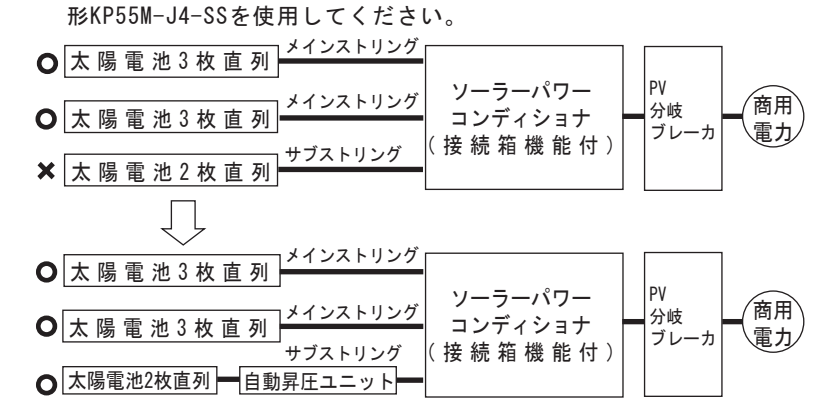 形KP55M-J4-SSを使用してください。
メインストリング
太陽電池3枚直列
メインストリング
太陽電池3枚直列
サブストリング
太陽電池2枚直列
ソーラーパワー
コンディショナ
(接続箱機能付)
PV
分岐
ブレーカ
商用
電力
メインストリング
太陽電池3枚直列
メインストリング
太陽電池3枚直列
サブストリング
太陽電池2枚直列
自動昇圧ユニット
ソーラーパワー
コンディショナ
(接続箱機能付)
PV
分岐
ブレーカ
商用
電力